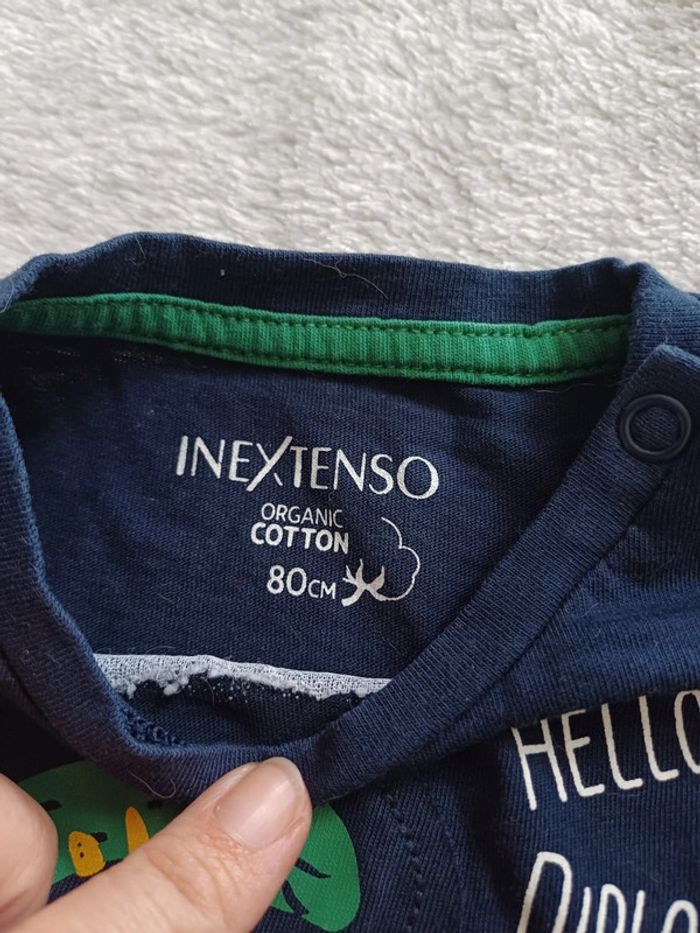 INEXTENSO
ORGANIC
COTTON
80CM
HELLO